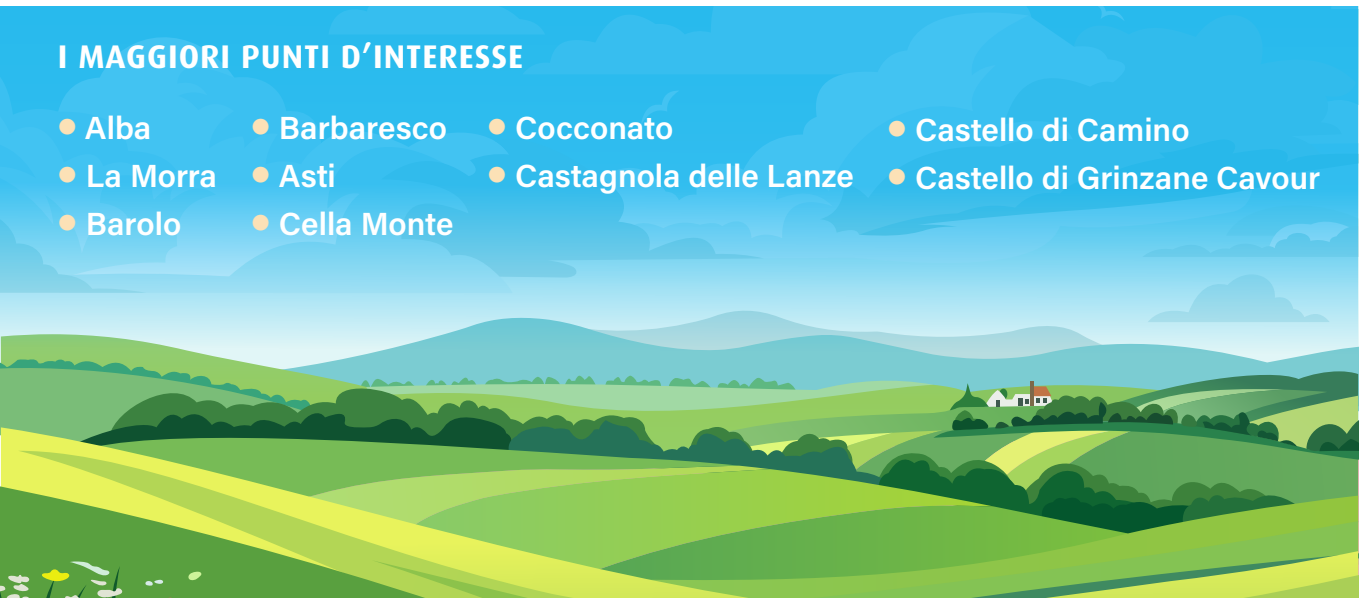 I MAGGIORI PUNTI D'INTERESSE
Alba
La Morra
Barolo
Barbaresco
Asti
Cella Monte
Cocconato
Castagnola delle Lanze
Castello di Camino
Castello di Grinzane Cavour